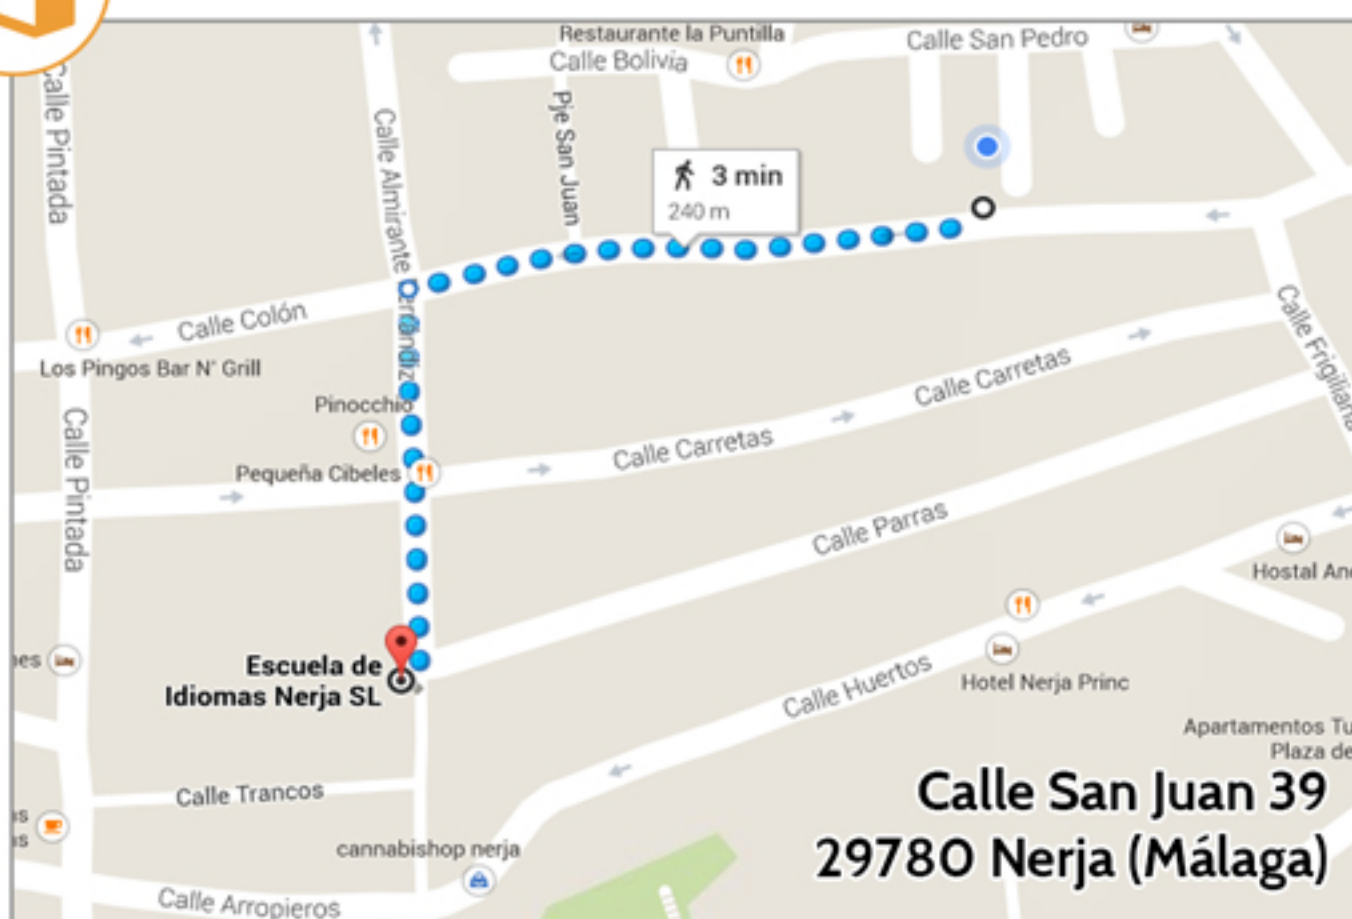 Restaurante la Puntilla
Calle San Pedro
Calle Bolivia
Calle Pintada
Calle Almirante Ferrándiz
Pje San Juan
3 min
240 m
Calle Colón
Los Pingos Bar N' Grill
Calle Frigiliana
Calle Carretas
Pinocchio
Calle Carretas
Pequeña Cibeles
Calle Pintada
Calle Parras
Hostal
Escuela de
Idiomas Nerja SL
Calle Huertos
Hotel Nerja Princ
Apartamentos Tu
Plaza de
Calle San Juan 39
Calle Trancos
29780 Nerja (Málaga)
cannabishop nerja
Calle Arropieros